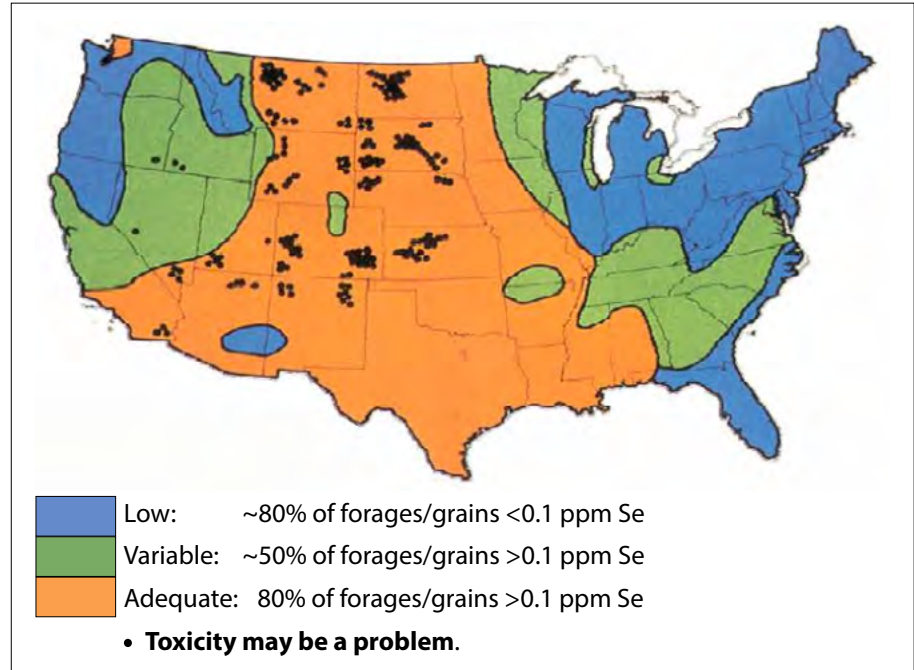 Low: ~80% of forages/grains <0.1 ppm Se
Variable: ~50% of forages/grains >0.1 ppm Se
Adequate: 80% of forages/grains >0.1 ppm Se
• Toxicity may be a problem.